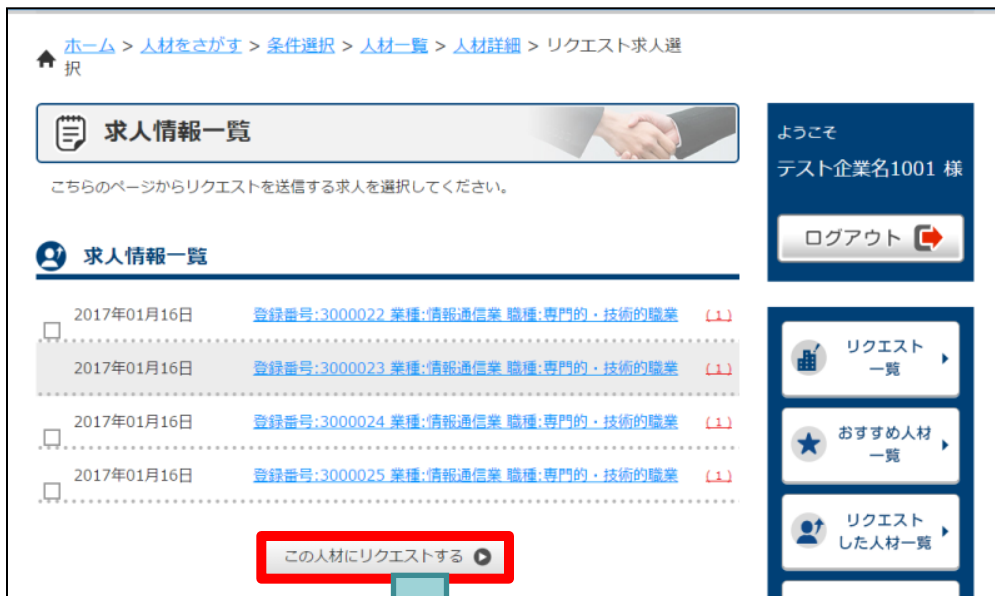 ホーム > 人材をさがす > 条件選択 > 人材一覧 > 人材詳細 > リクエスト求人選
択
求人情報一覧
こちらのページからリクエストを送信する求人を選択してください。
求人情報一覧
2017年01月16日 登録番号:3000022 業種:情報通信業 職種:専門的・技術的職業 (1)
2017年01月16日 登録番号:3000023 業種:情報通信業 職種:専門的・技術的職業 (1)
2017年01月16日 登録番号:3000024 業種:情報通信業 職種:専門的・技術的職業 (1)
2017年01月16日 登録番号:3000025 業種:情報通信業 職種:専門的・技術的職業 (1)
この人材にリクエストする
ようこそ
テスト企業名1001 様
ログアウト
リクエスト
一覧
おすすめ人材
一覧
リクエスト
した人材一覧